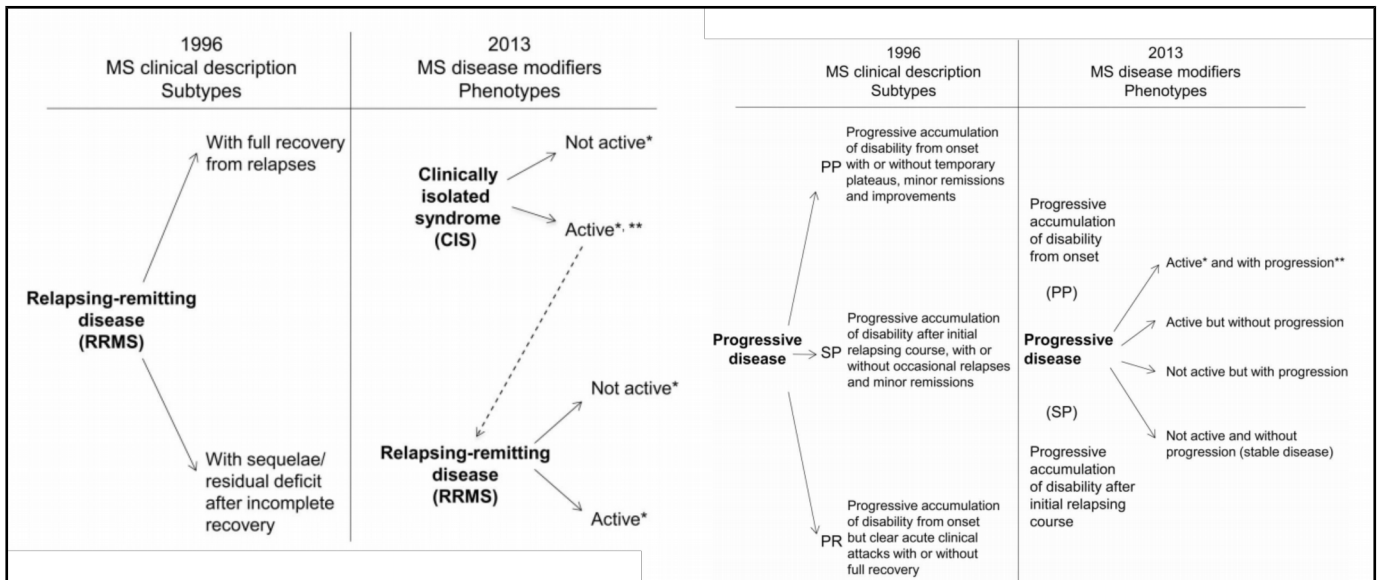 1996
MS clinical description
Subtypes
2013
MS disease modifiers
Phenotypes
With full recovery
from relapses
Relapsing-remitting
disease
(RRMS)
With sequelae/
residual deficit
after incomplete
recovery
Not active*
Clinically
isolated
syndrome
(CIS)
Active*, **
Not active*
Relapsing-remitting
disease
(RRMS)
Active*
1996
MS clinical description
Subtypes
2013
MS disease modifiers
Phenotypes
Progressive
disease
PP
Progressive accumulation
of disability from onset
with or without temporary
plateaus, minor remissions
and improvements
SP
Progressive accumulation
of disability after initial
relapsing course, with or
without occasional relapses
and minor remissions
PR
Progressive accumulation
of disability from onset
but clear acute clinical
attacks with or without
full recovery
Progressive
accumulation
of disability
from onset
(PP)
Progressive
disease
(SP)
Progressive
accumulation
of disability after
initial relapsing
course
Active* and with progression**
Active but without progression
Not active but with progression
Not active and without
progression (stable disease)